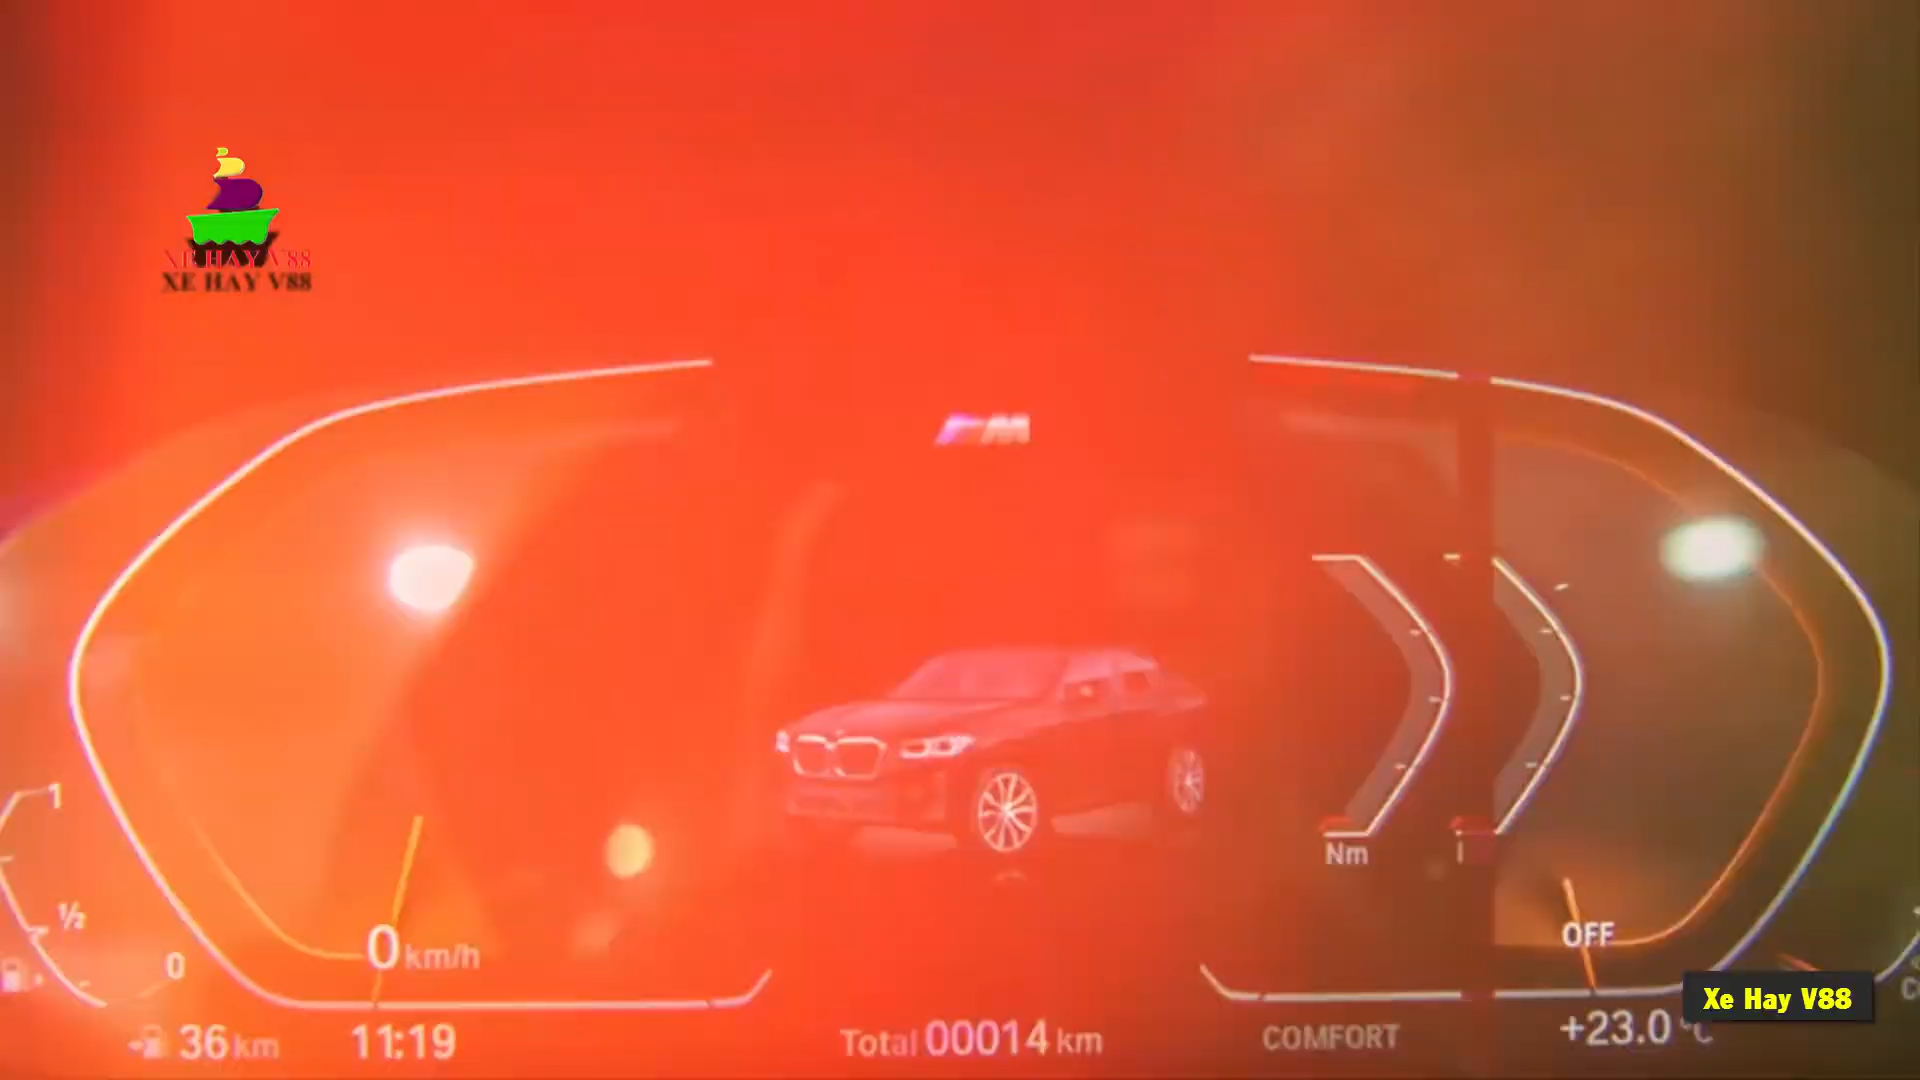 XE HAY V88
XE HAY V88
M
Nm
1
½
0
0 km/h
OFF
36 km
11:19
Total 00014 km
COMFORT
+23.0 °C
Xe Hay V88